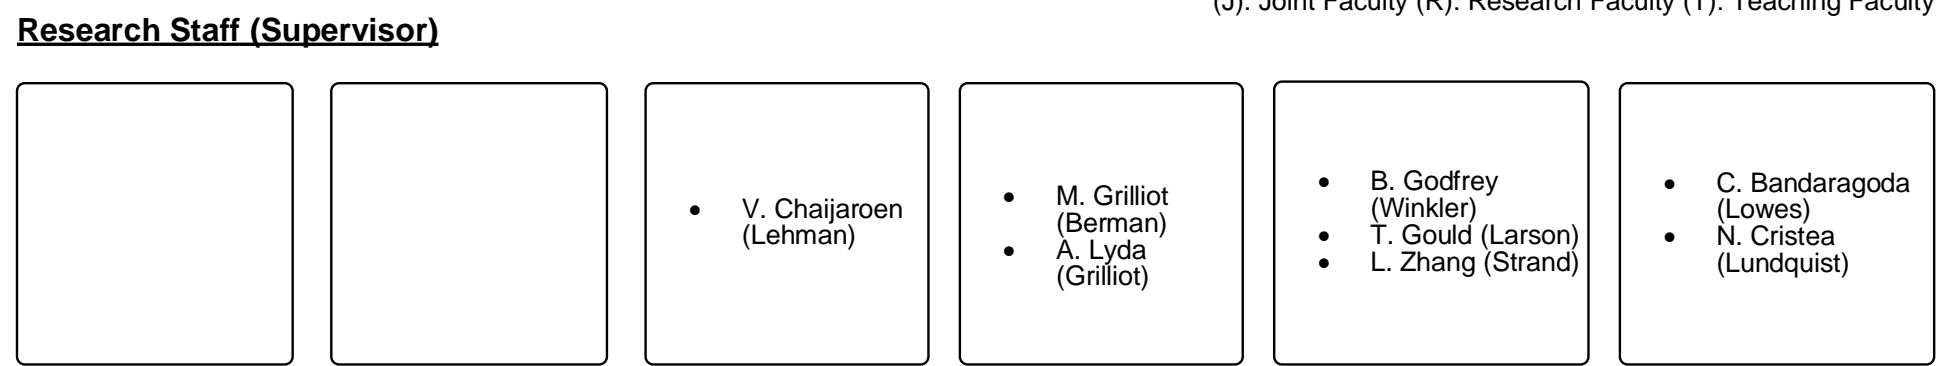 (J): Joint Faculty (R): Research Faculty (T): Teaching Faculty
Research Staff (Supervisor)
• V. Chaijaroen
(Lehman)
• M. Grilliot
(Berman)
• A. Lyda
(Grilliot)
• B. Godfrey
(Winkler)
• T. Gould (Larson)
• L. Zhang (Strand)
• C. Bandaragoda
(Lowes)
• N. Cristea
(Lundquist)